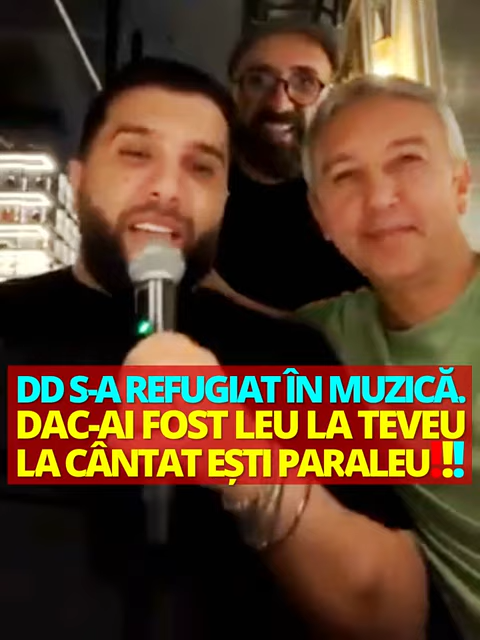 DD S-A REFUGIAT ÎN MUZICĂ.
DAC-AI FOST LEU LA TEVEU
LA CÂNTAT EȘTI PARALEU !!